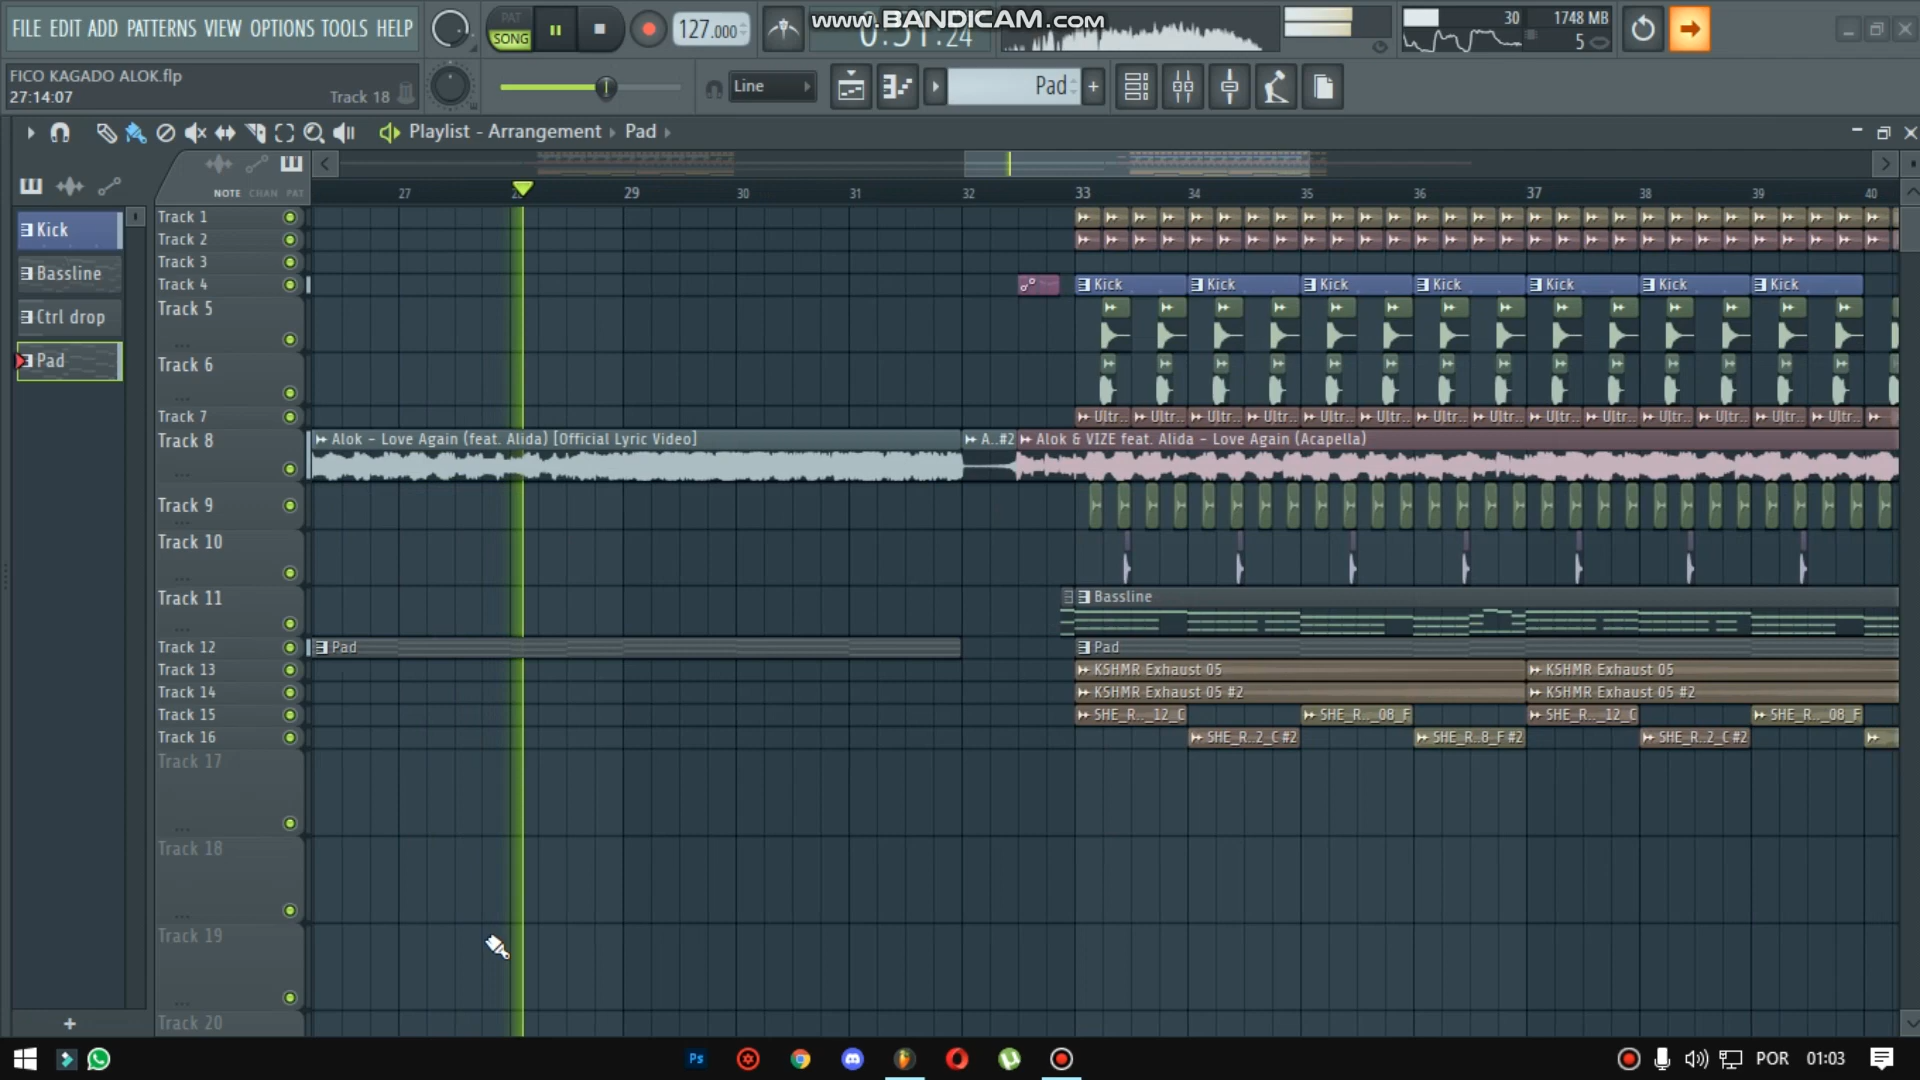 FILE EDIT ADD PATTERNS VIEW OPTIONS TOOLS HELP
PAT
SONG
127.000
www.BANDICAM.com
0:51:24
30
1748 MB
5
FICO KAGADO ALOK.flp
27:14:07
Track 18
Line
Pad
Playlist - Arrangement
Pad
NOTE CHAN PAT
27 29 30 31 32 33 34 35 36 37 38 39 40
Kick
Bassline
Ctrl drop
Pad
Track 1
Track 2
Track 3
Track 4
Kick Kick Kick Kick Kick Kick Kick
Track 5
Track 6
Track 7
Ultr.. Ultr.. Ultr.. Ultr.. Ultr.. Ultr.. Ultr.. Ultr.. Ultr.. Ultr.. Ultr.. Ultr.. Ultr.. Ultr..
Track 8
Alok - Love Again (feat. Alida) [Official Lyric Video]
A..#2
Alok & VIZE feat. Alida - Love Again (Acapella)
Track 9
Track 10
Track 11
Bassline
Track 12
Pad
Pad
Track 13
KSHMR Exhaust 05
KSHMR Exhaust 05
Track 14
KSHMR Exhaust 05 #2
KSHMR Exhaust 05 #2
Track 15
SHE_R.._12_C
SHE_R.._08_F
SHE_R.._12_C
SHE_R.._08_F
Track 16
SHE_R..2_C #2
SHE_R..8_F #2
SHE_R..2_C #2
Track 17
Track 18
Track 19
Track 20
Ps
POR
01:03